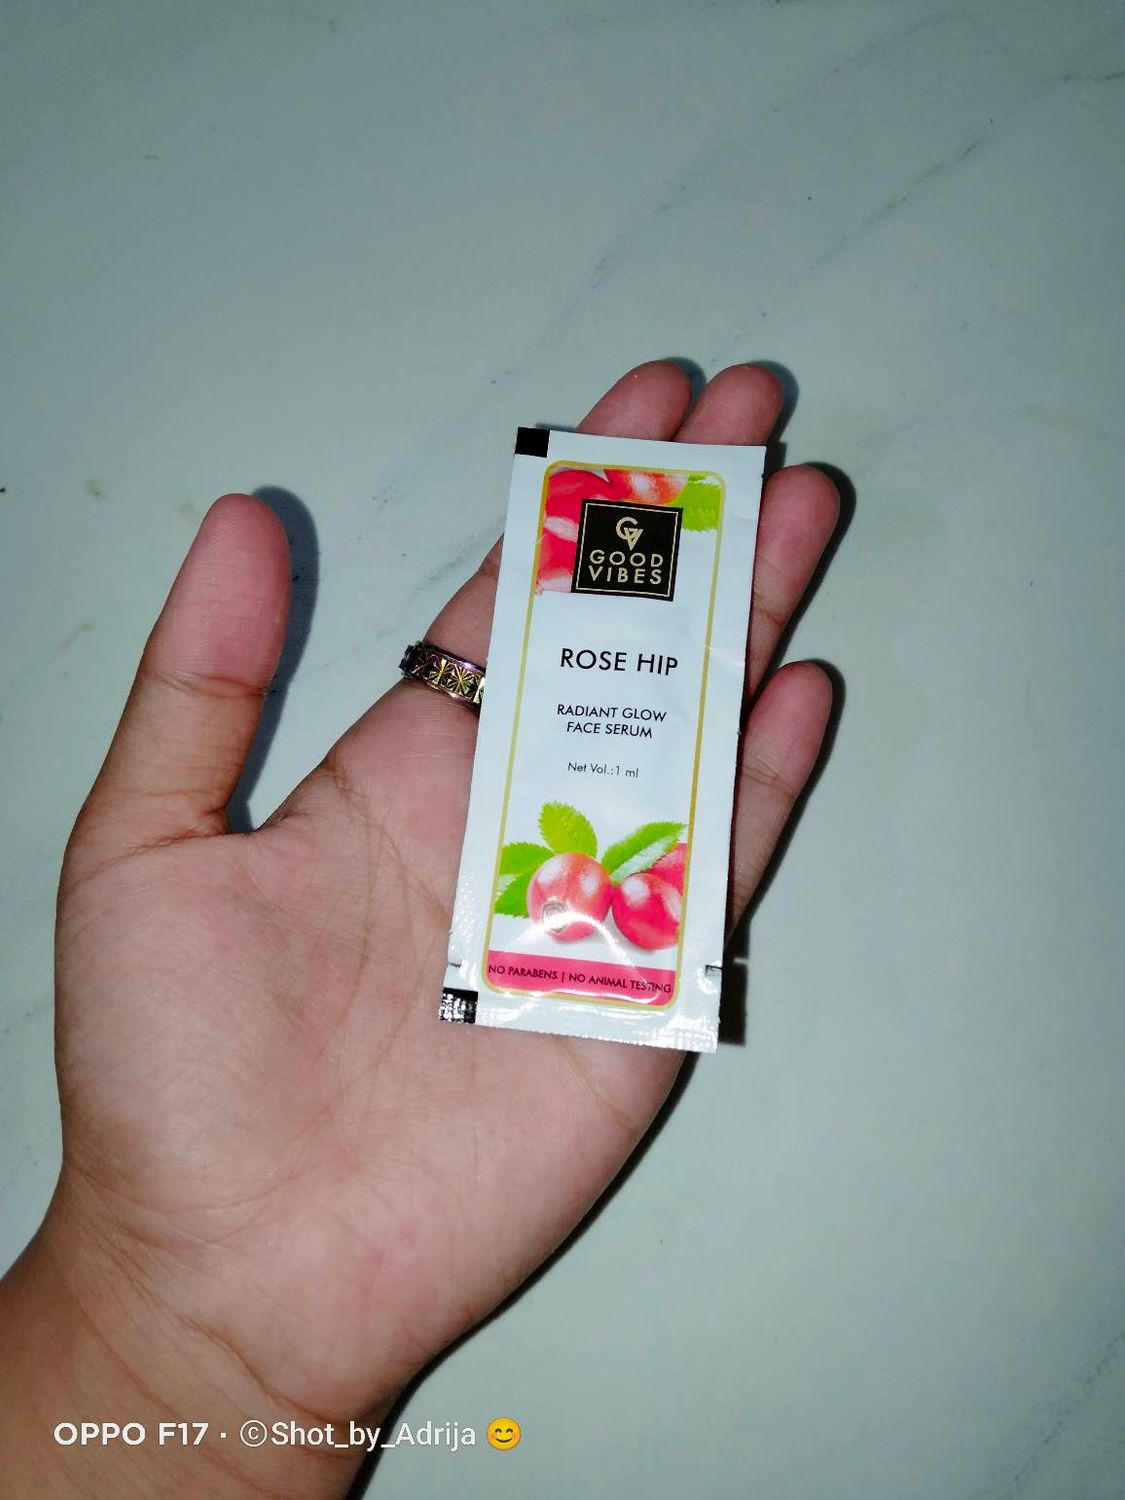 GV
GOOD
VIBES
ROSE HIP
RADIANT GLOW
FACE SERUM
Net Vol.:1 ml
NO PARABENS | NO ANIMAL TESTING
OPPO F17 · ©Shot_by_Adrija 😊